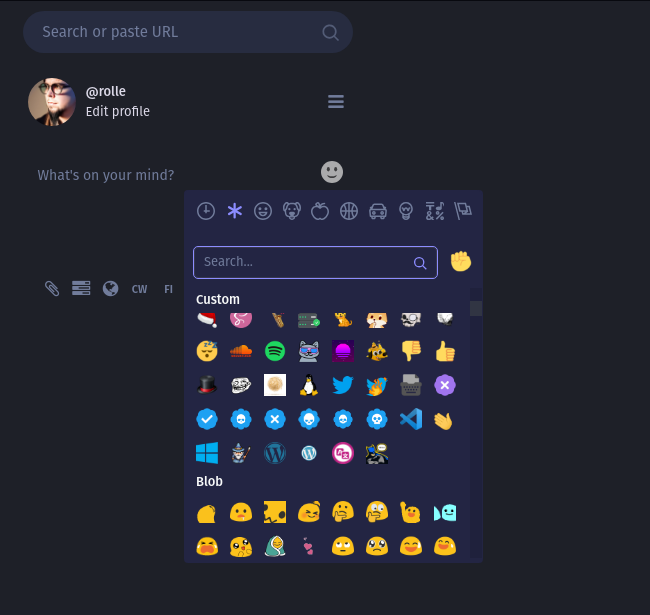 Search or paste URL
@rolle
Edit profile
What's on your mind?
Search...
CW
FI
Custom
Blob